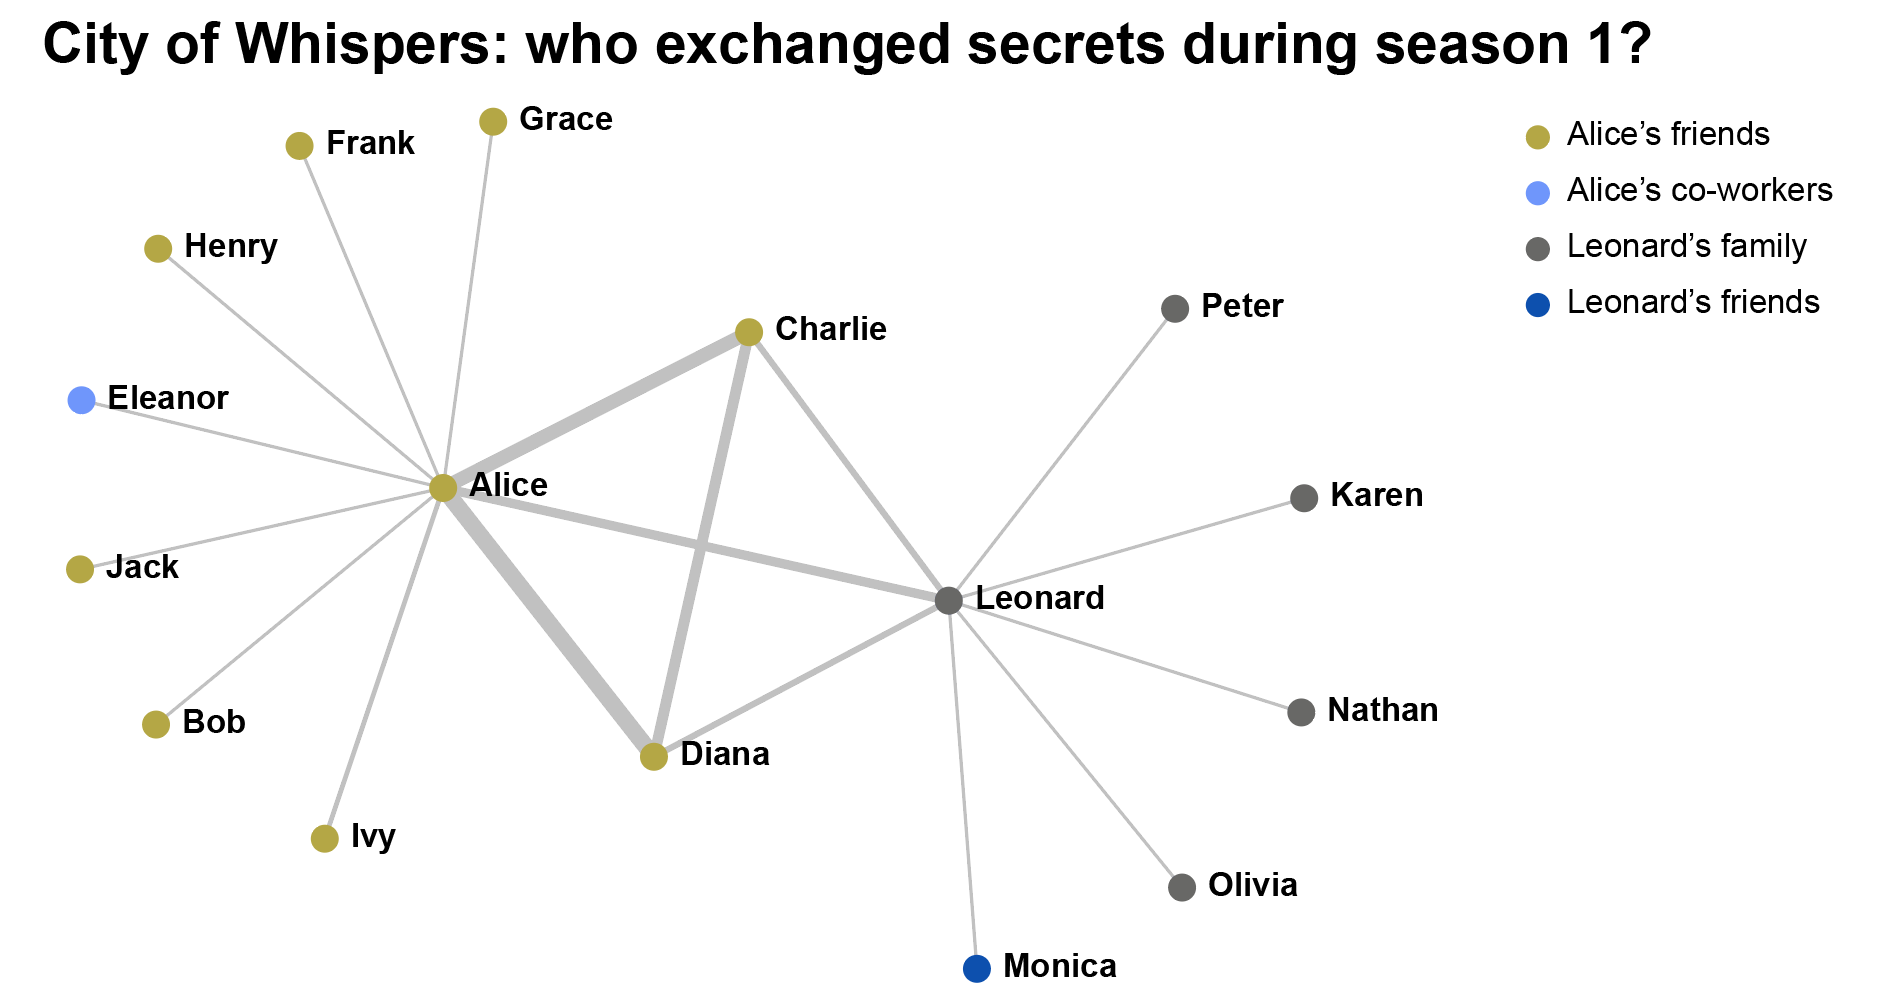 City of Whispers: who exchanged secrets during season 1?
Grace
Frank
Alice’s friends
Alice’s co-workers
Henry
Leonard’s family
Leonard’s friends
Peter
Charlie
Eleanor
Alice
Karen
Jack
Leonard
Nathan
Bob
Diana
Ivy
Olivia
Monica